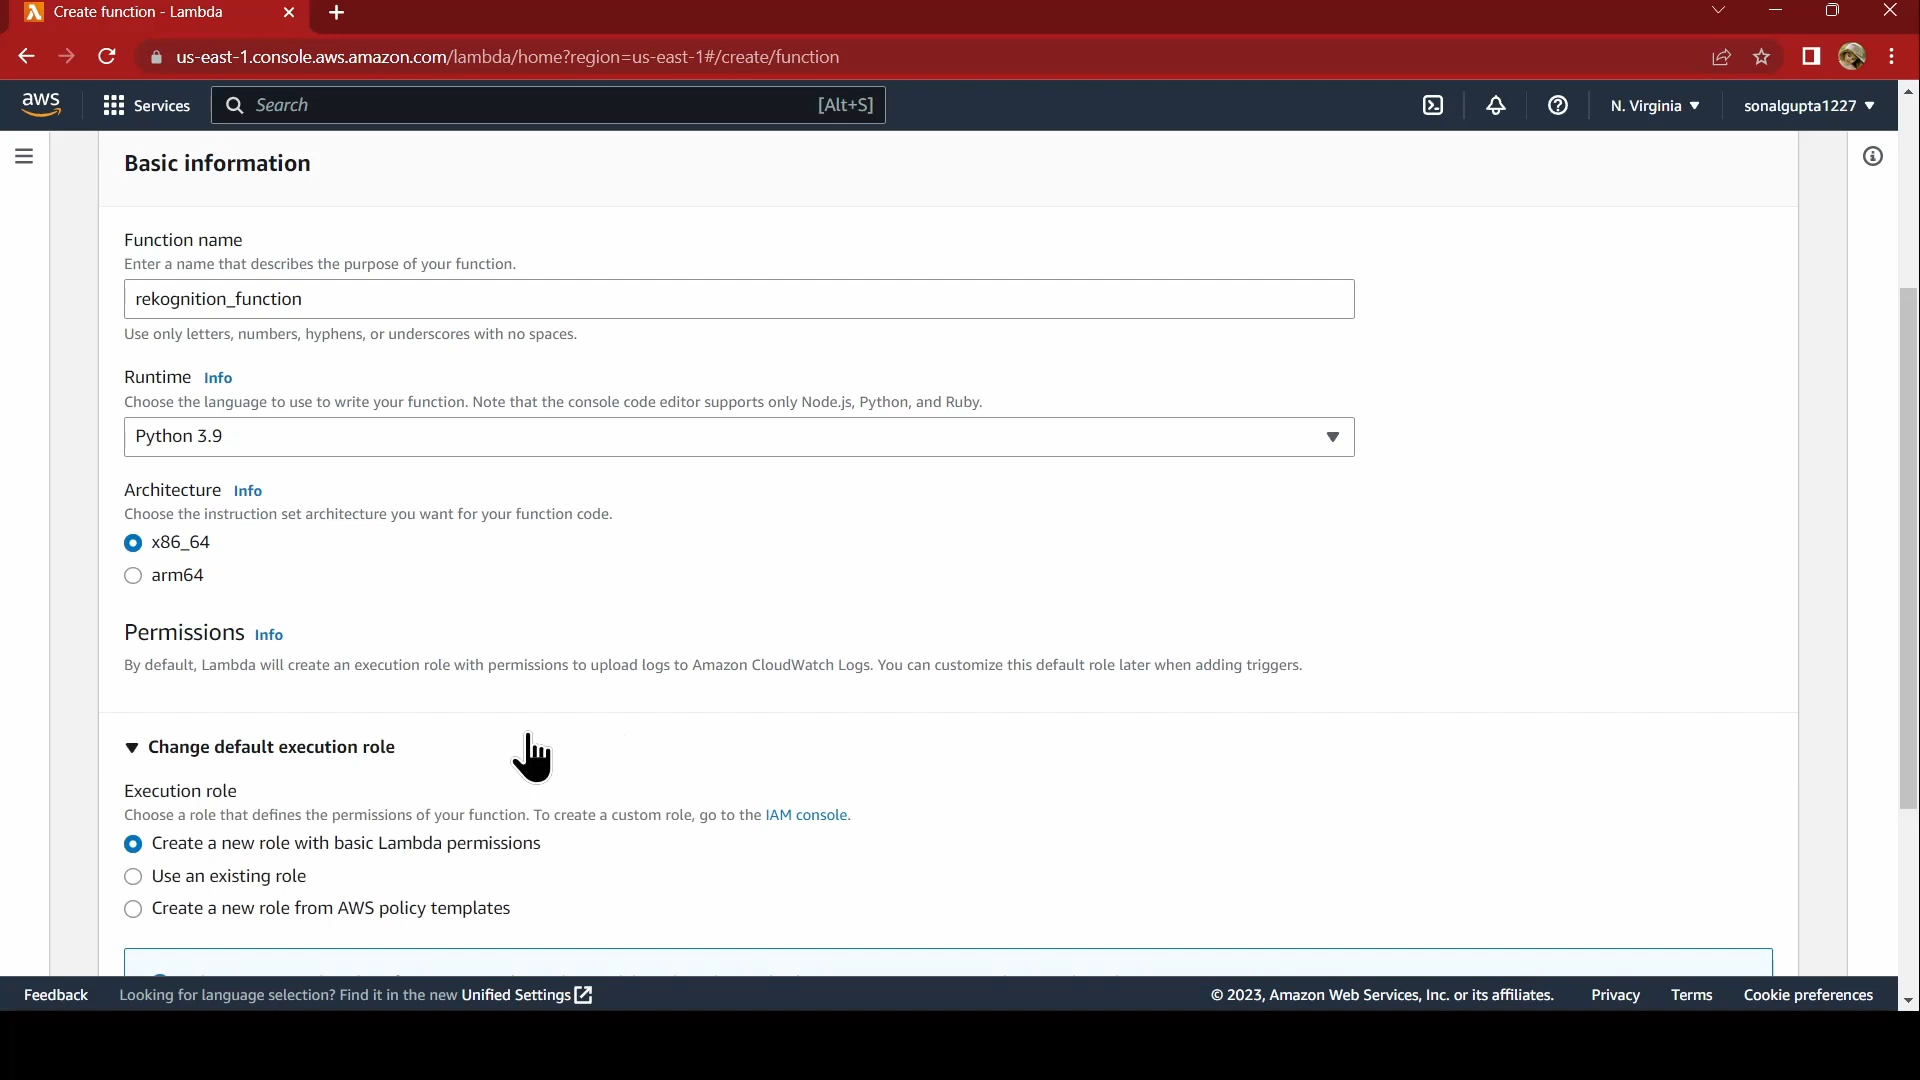 Create function - Lambda
us-east-1.console.aws.amazon.com/lambda/home?region=us-east-1#/create/function
aws
Services
Search
[Alt+S]
N. Virginia
sonalgupta1227
Basic information
Function name
Enter a name that describes the purpose of your function.
rekognition_function
Use only letters, numbers, hyphens, or underscores with no spaces.
Runtime Info
Choose the language to use to write your function. Note that the console code editor supports only Node.js, Python, and Ruby.
Python 3.9
Architecture Info
Choose the instruction set architecture you want for your function code.
x86_64
arm64
Permissions Info
By default, Lambda will create an execution role with permissions to upload logs to Amazon CloudWatch Logs. You can customize this default role later when adding triggers.
Change default execution role
Execution role
Choose a role that defines the permissions of your function. To create a custom role, go to the IAM console.
Create a new role with basic Lambda permissions
Use an existing role
Create a new role from AWS policy templates
Feedback
Looking for language selection? Find it in the new Unified Settings
© 2023, Amazon Web Services, Inc. or its affiliates.
Privacy
Terms
Cookie preferences